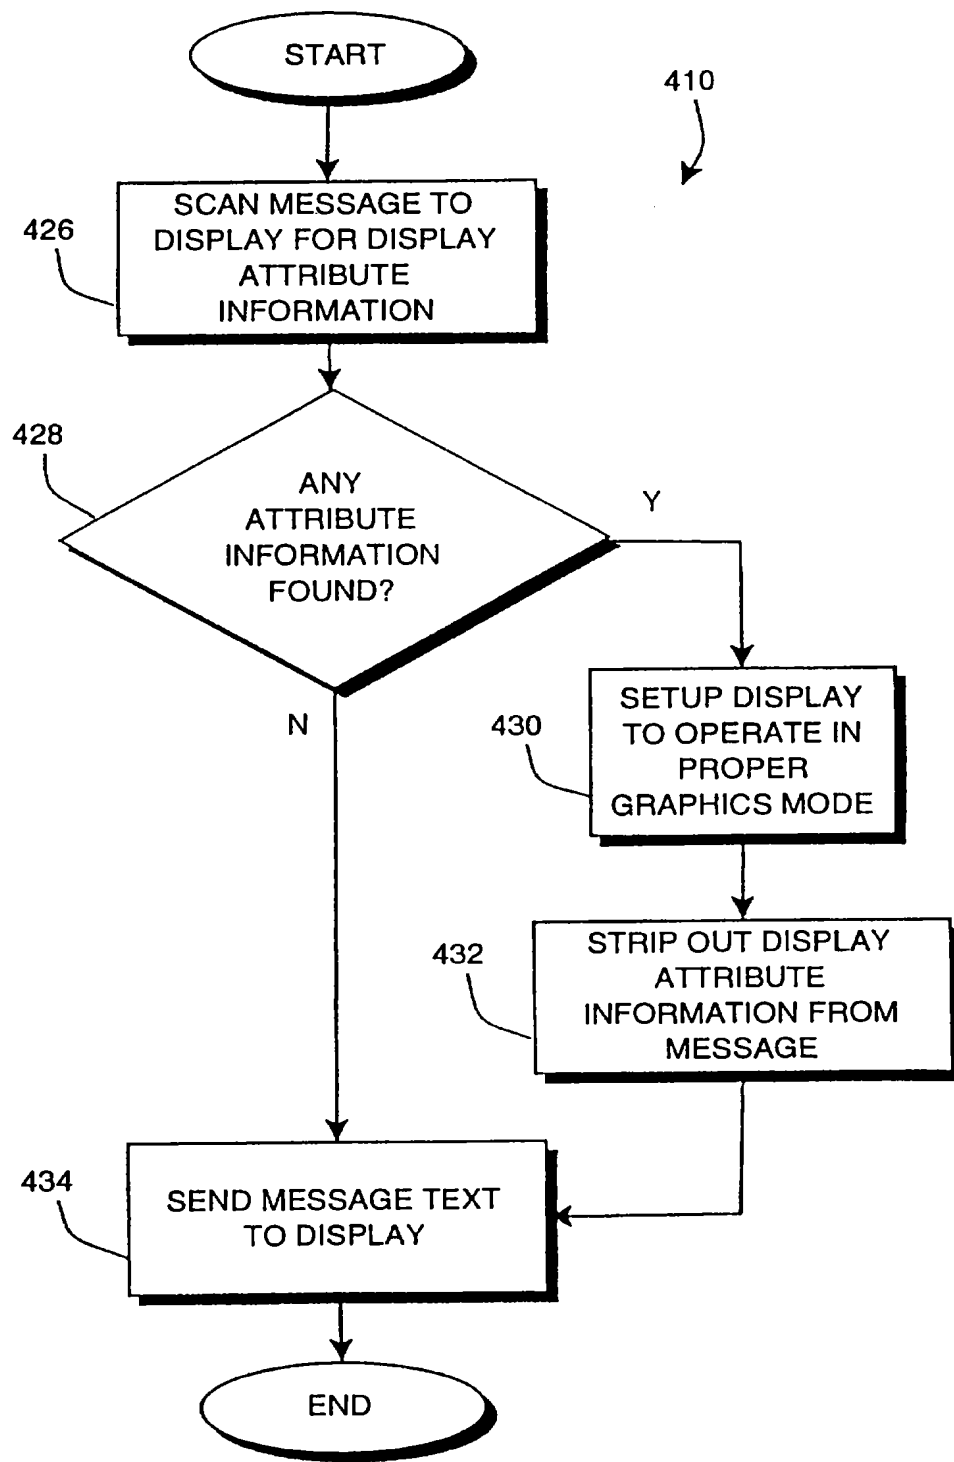 START
410
SCAN MESSAGE TO
DISPLAY FOR DISPLAY
ATTRIBUTE
INFORMATION
426
428
ANY
ATTRIBUTE
INFORMATION
FOUND?
Y
N
SETUP DISPLAY
TO OPERATE IN
PROPER
GRAPHICS MODE
430
STRIP OUT DISPLAY
ATTRIBUTE
INFORMATION FROM
MESSAGE
432
434
SEND MESSAGE TEXT
TO DISPLAY
END